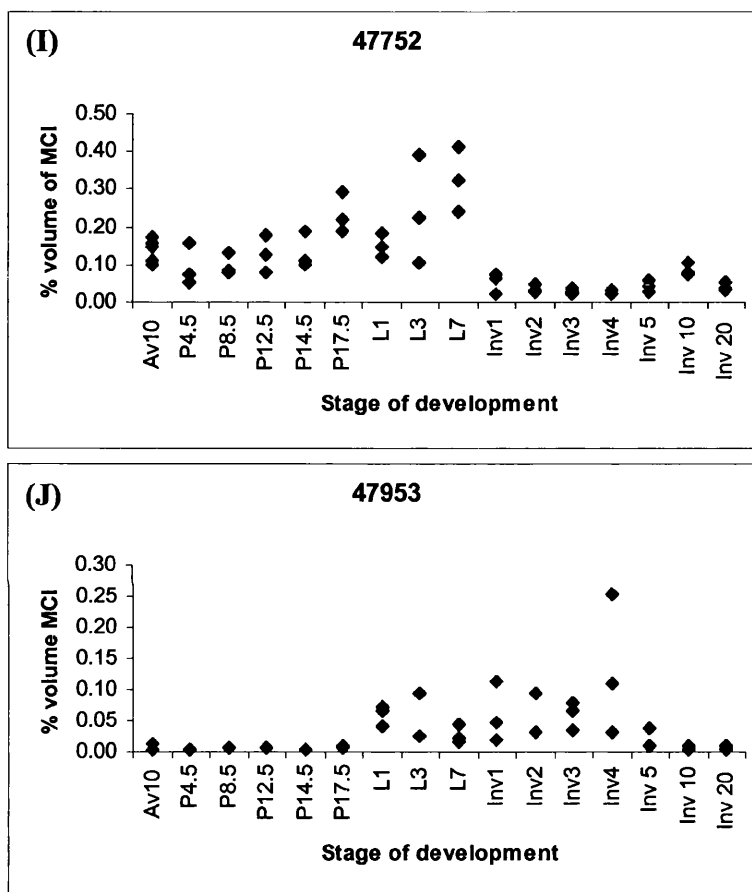 (I)
47752
% volume of MCI
0.50
0.40
0.30
0.20
0.10
0.00
Av10
P4.5
P8.5
P12.5
P14.5
P17.5
L1
L3
L7
Inv1
Inv2
Inv3
Inv4
Inv 5
Inv 10
Inv 20
Stage of development
(J)
47953
% volume MCI
0.30
0.25
0.20
0.15
0.10
0.05
0.00
Av10
P4.5
P8.5
P12.5
P14.5
P17.5
L1
L3
L7
Inv1
Inv2
Inv3
Inv4
Inv 5
Inv 10
Inv 20
Stage of development